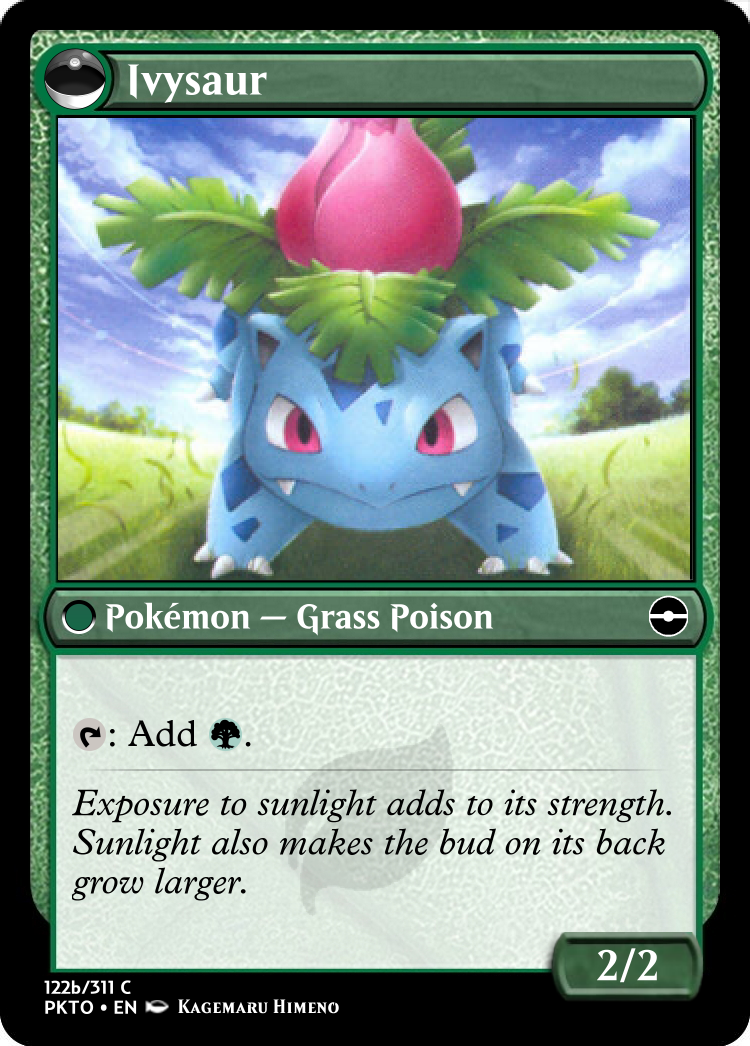 Ivysaur
Pokémon — Grass Poison
: Add .
Exposure to sunlight adds to its strength.
Sunlight also makes the bud on its back
grow larger.
2/2
122b/311 C
PKTO • EN Kagemaru Himeno